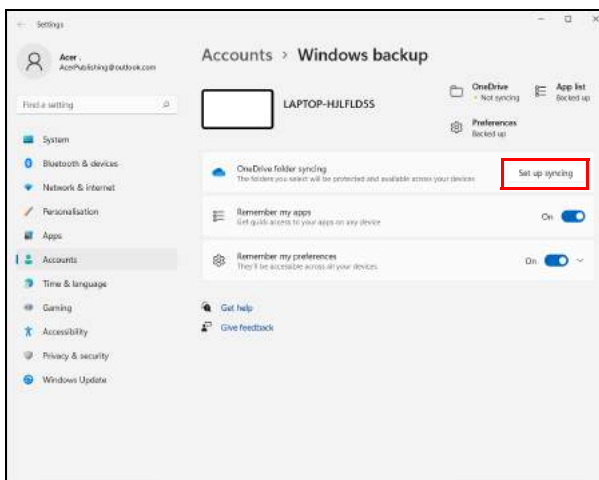 Settings
Acer .
AcerPublishing@outlook.com
Find a setting
System
Bluetooth & devices
Network & internet
Personalisation
Apps
Accounts
Time & language
Gaming
Accessibility
Privacy & security
Windows Update
Accounts > Windows backup
LAPTOP-HJLFLD5S
OneDrive
• Not syncing
App list
Backed up
Preferences
Backed up
OneDrive folder syncing
The folders you select will be protected and available across your devices
Set up syncing
Remember my apps
Get quick access to your apps on any device
On
Remember my preferences
They'll be accessible across all your devices
On
Get help
Give feedback